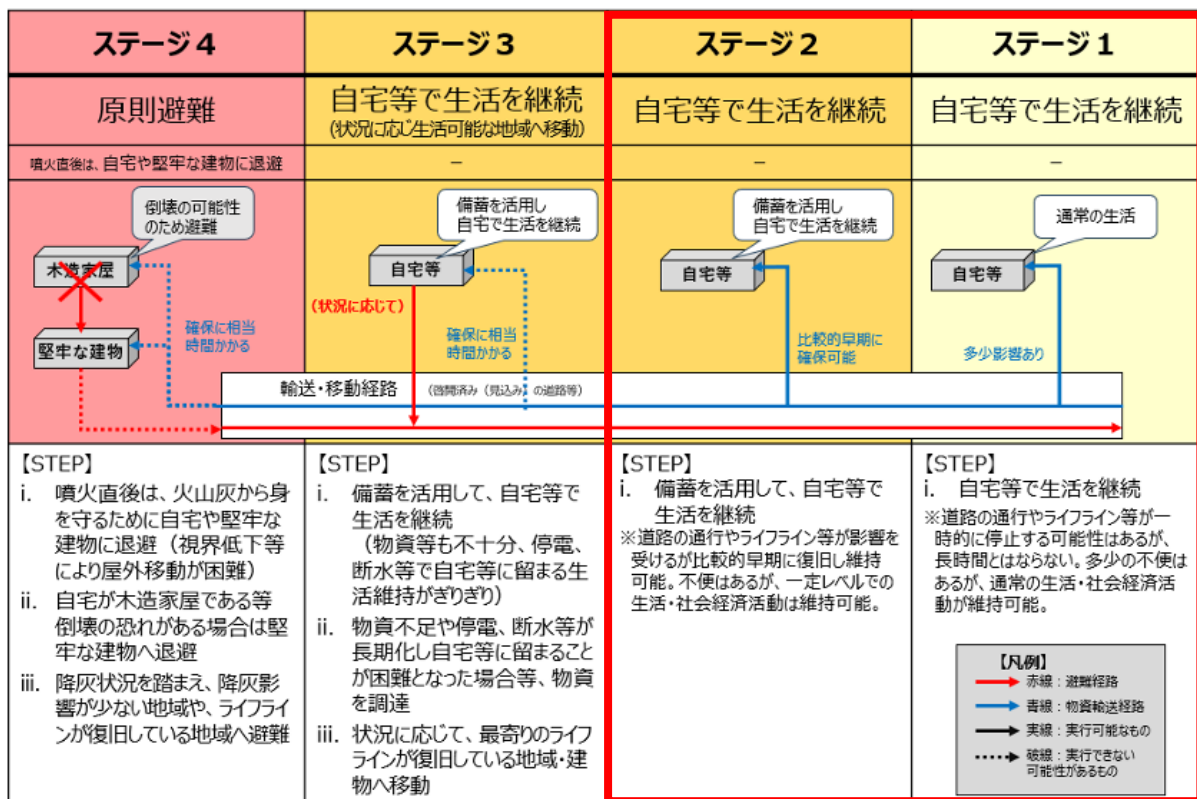 ステージ４
ステージ３
ステージ２
ステージ１
原則避難
自宅等で生活を継続
(状況に応じ生活可能な地域へ移動)
自宅等で生活を継続
自宅等で生活を継続
噴火直後は、自宅や堅牢な建物に退避
－
－
－
倒壊の可能性
のため避難
木造家屋
堅牢な建物
確保に相当
時間かかる
備蓄を活用し
自宅で生活を継続
自宅等
(状況に応じて)
確保に相当
時間かかる
備蓄を活用し
自宅で生活を継続
自宅等
比較的早期に
確保可能
通常の生活
自宅等
多少影響あり
輸送・移動経路 （啓開済み（見込み）の道路等）
【STEP】
i. 噴火直後は、火山灰から身
を守るために自宅や堅牢な
建物に退避（視界低下等
により屋外移動が困難）
ii. 自宅が木造家屋である等
倒壊の恐れがある場合は堅
牢な建物へ退避
iii. 降灰状況を踏まえ、降灰影
響が少ない地域や、ライフライ
ンが復旧している地域へ避難
【STEP】
i. 備蓄を活用して、自宅等で
生活を継続
（物資等も不十分、停電、
断水等で自宅等に留まる生
活維持がぎりぎり）
ii. 物資不足や停電、断水等が
長期化し自宅等に留まること
が困難となった場合等、物資
を調達
iii. 状況に応じて、最寄りのライフ
ラインが復旧している地域・建
物へ移動
【STEP】
i. 備蓄を活用して、自宅等で
生活を継続
※道路の通行やライフライン等が影響を
受けるが比較的早期に復旧し維持
可能。不便はあるが、一定レベルでの
生活・社会経済活動は維持可能。
【STEP】
i. 自宅等で生活を継続
※道路の通行やライフライン等が一
時的に停止する可能性はあるが、
長時間とはならない。多少の不便は
あるが、通常の生活・社会経済活
動が維持可能。
【凡例】
赤線：避難経路
青線：物資輸送経路
実線：実行可能なもの
破線：実行できない
可能性があるもの